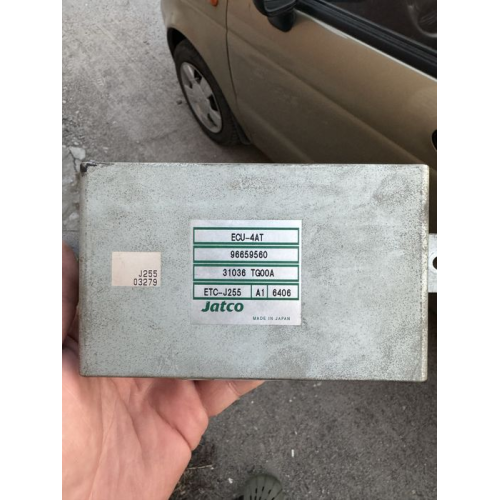 ECU-4AT
96659560
31036 TG00A
ETC-J255 A1 6406
Jatco
MADE IN JAPAN
J255
03279